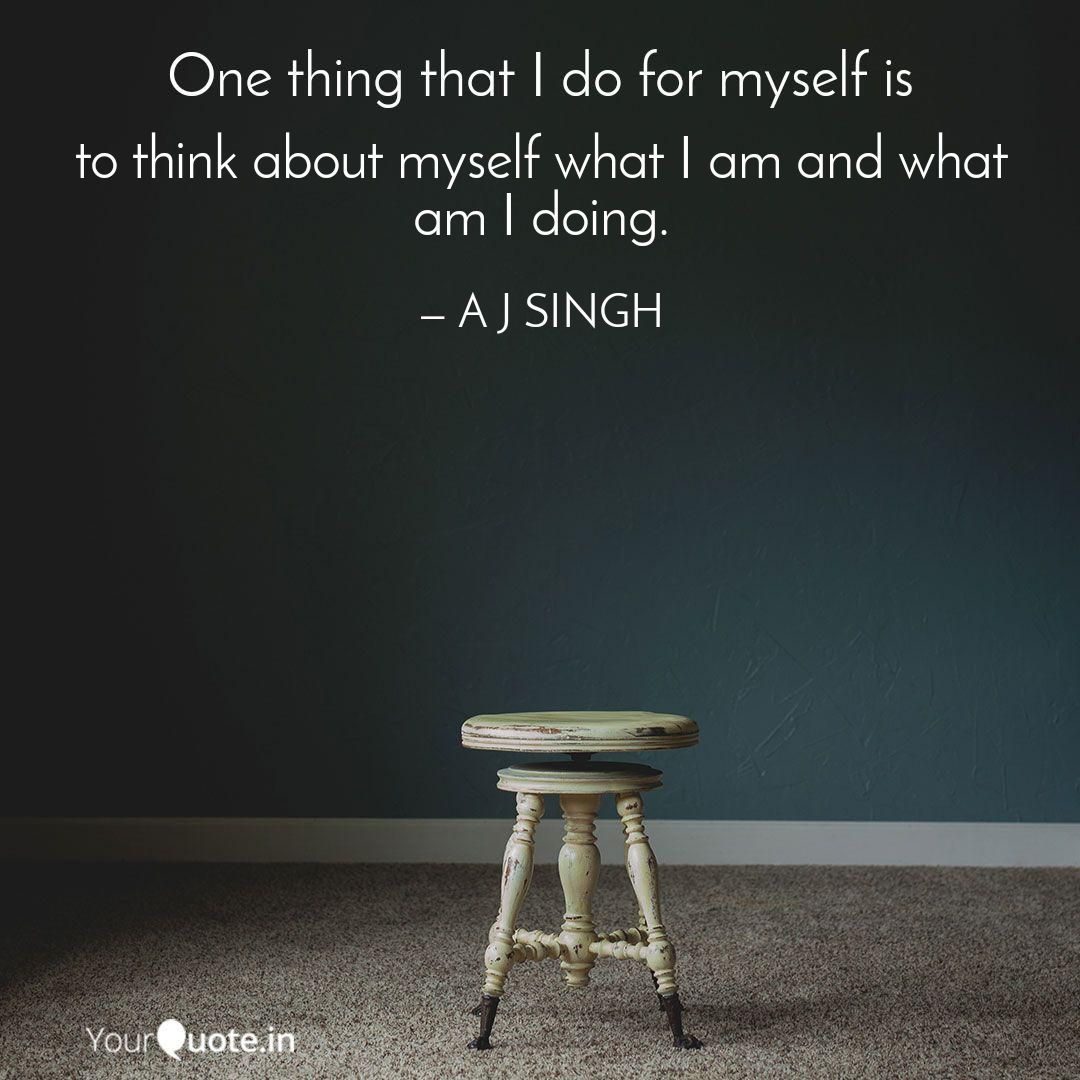 One thing that I do for myself is
to think about myself what I am and what
am I doing.
– A J SINGH
YourQuote.in